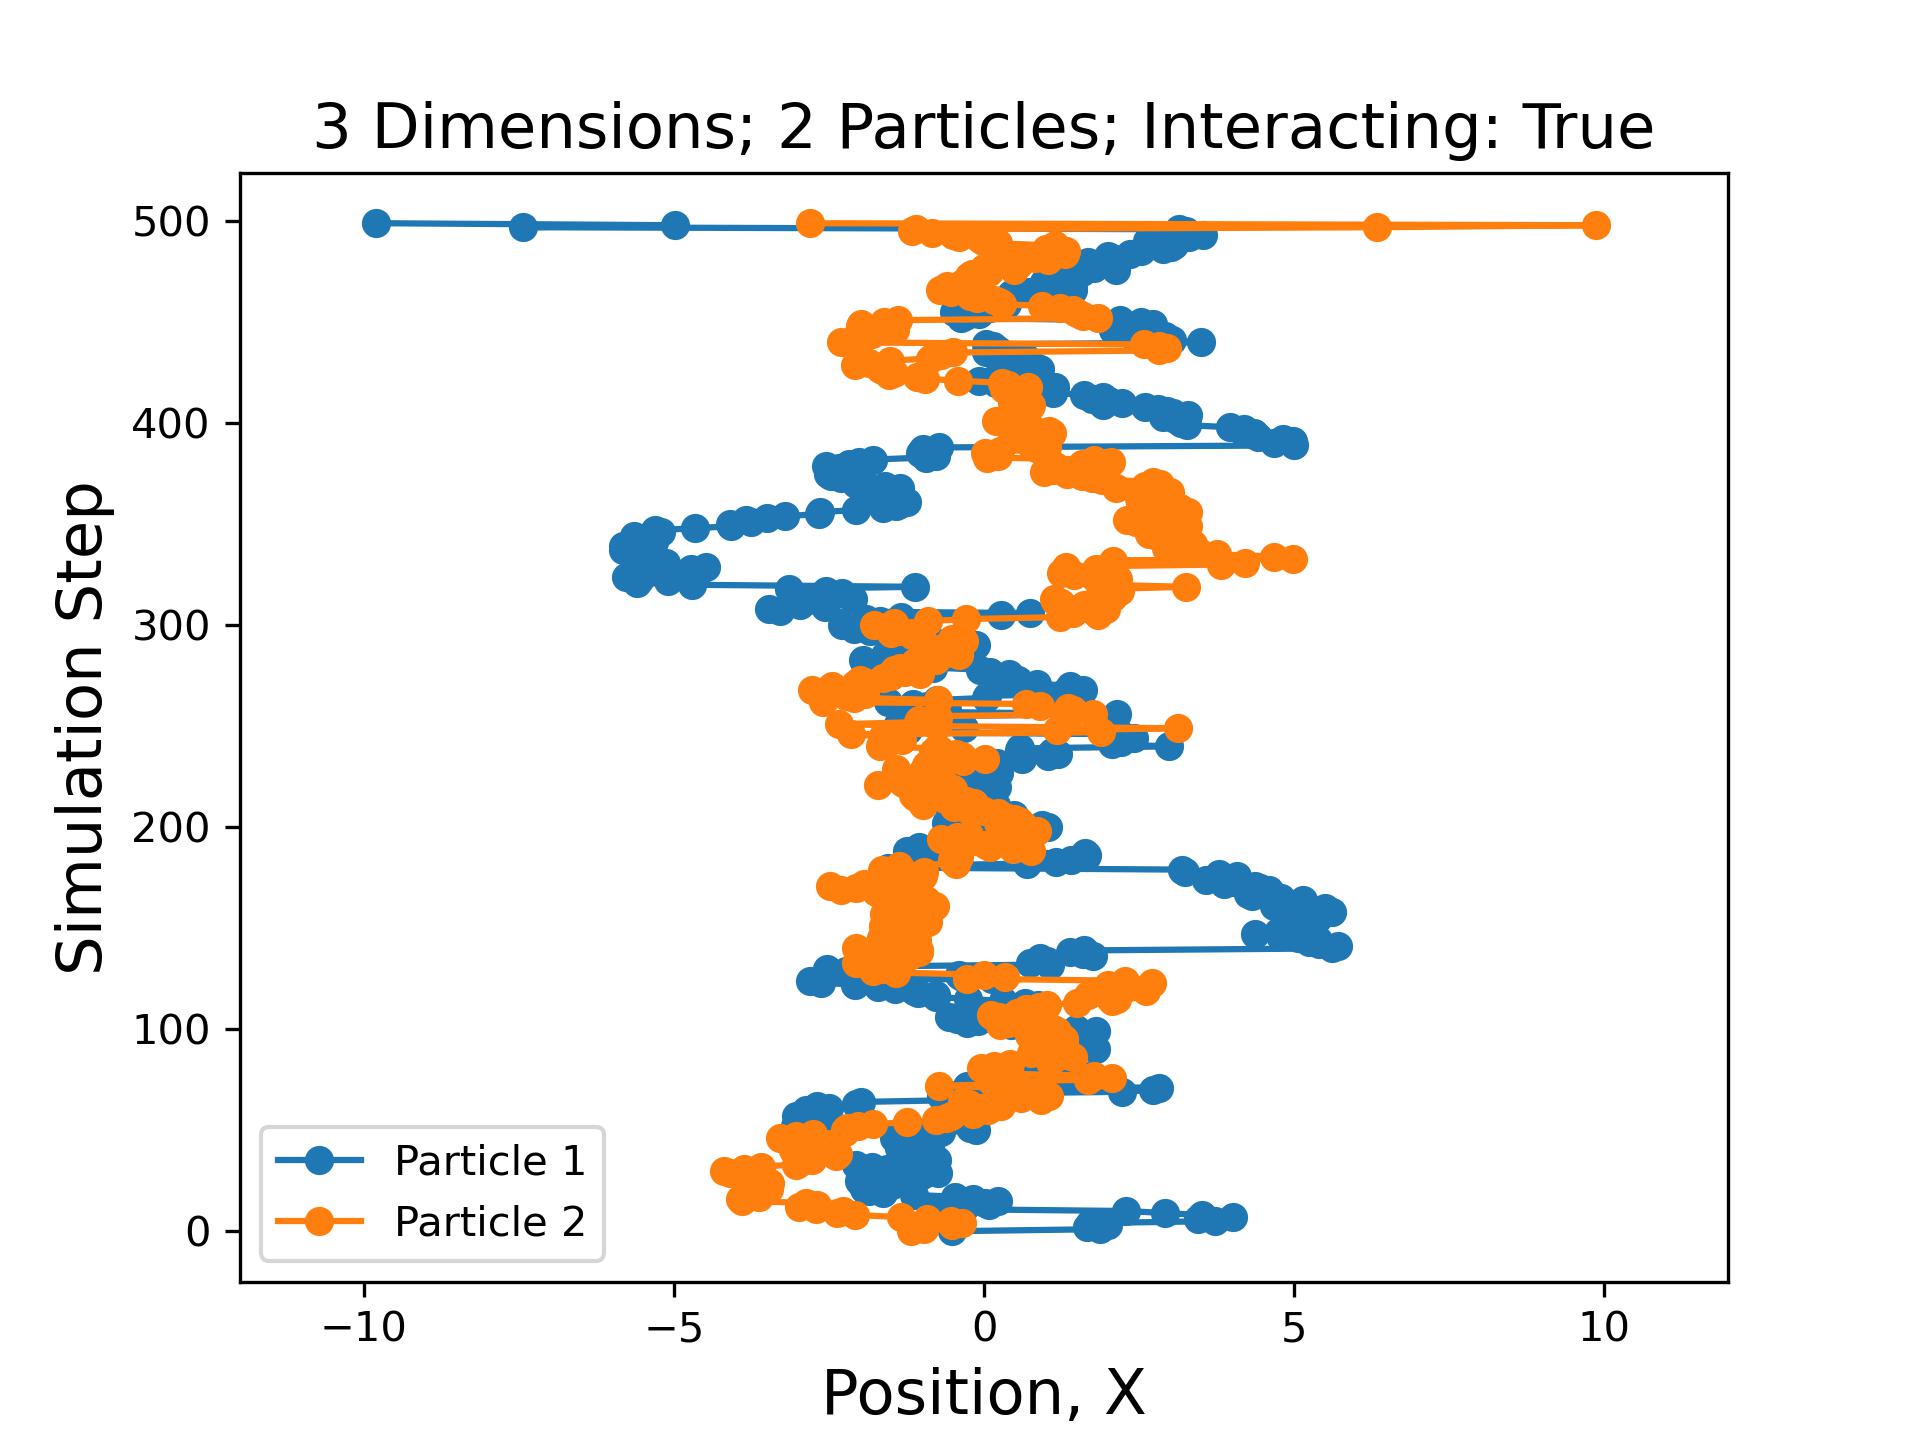 3 Dimensions; 2 Particles; Interacting: True
Simulation Step
500
400
300
200
100
0
Particle 1
Particle 2
−10
−5
0
5
10
Position, X